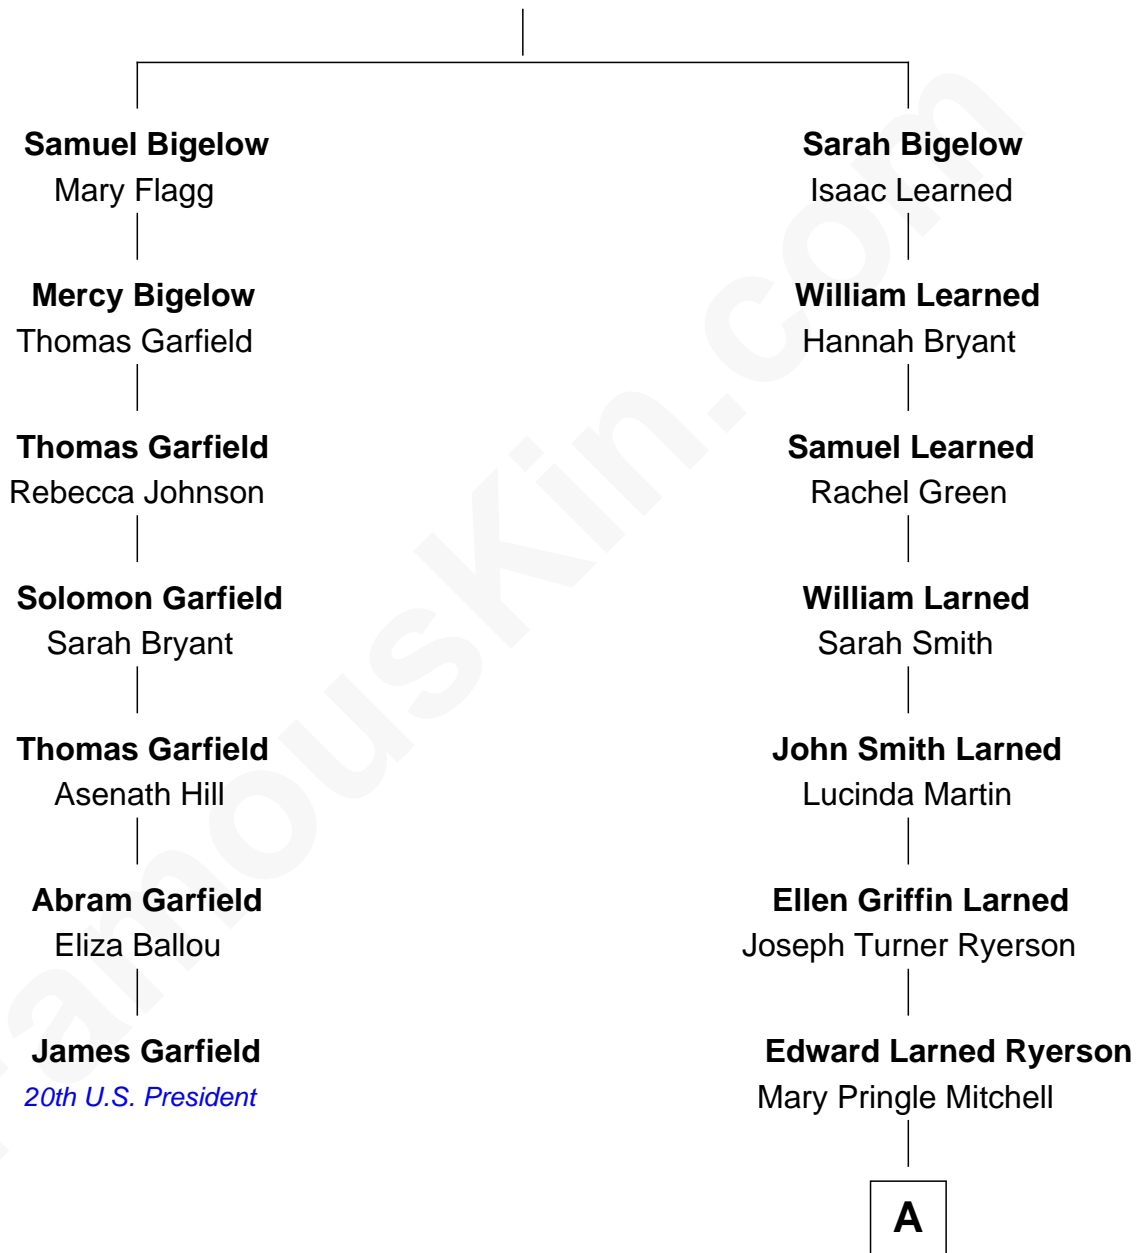 Samuel Bigelow
Mary Flagg
Sarah Bigelow
Isaac Learned
Mercy Bigelow
Thomas Garfield
William Learned
Hannah Bryant
Thomas Garfield
Rebecca Johnson
Samuel Learned
Rachel Green
Solomon Garfield
Sarah Bryant
William Larned
Sarah Smith
Thomas Garfield
Asenath Hill
John Smith Larned
Lucinda Martin
Abram Garfield
Eliza Ballou
Ellen Griffin Larned
Joseph Turner Ryerson
James Garfield
20th U.S. President
Edward Larned Ryerson
Mary Pringle Mitchell
A
FamousKin.com